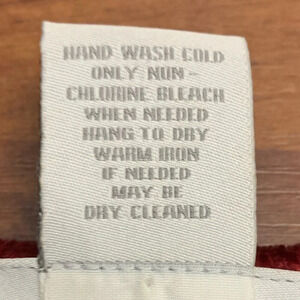 HAND WASH COLD
ONLY NON -
CHLORINE BLEACH
WHEN NEEDED
HANG TO DRY
WARM IRON
IF NEEDED
MAY BE
DRY CLEANED